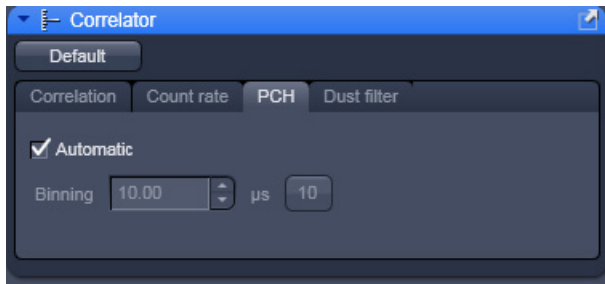 Correlator
Default
Correlation Count rate PCH Dust filter
Automatic
Binning 10.00 µs 10